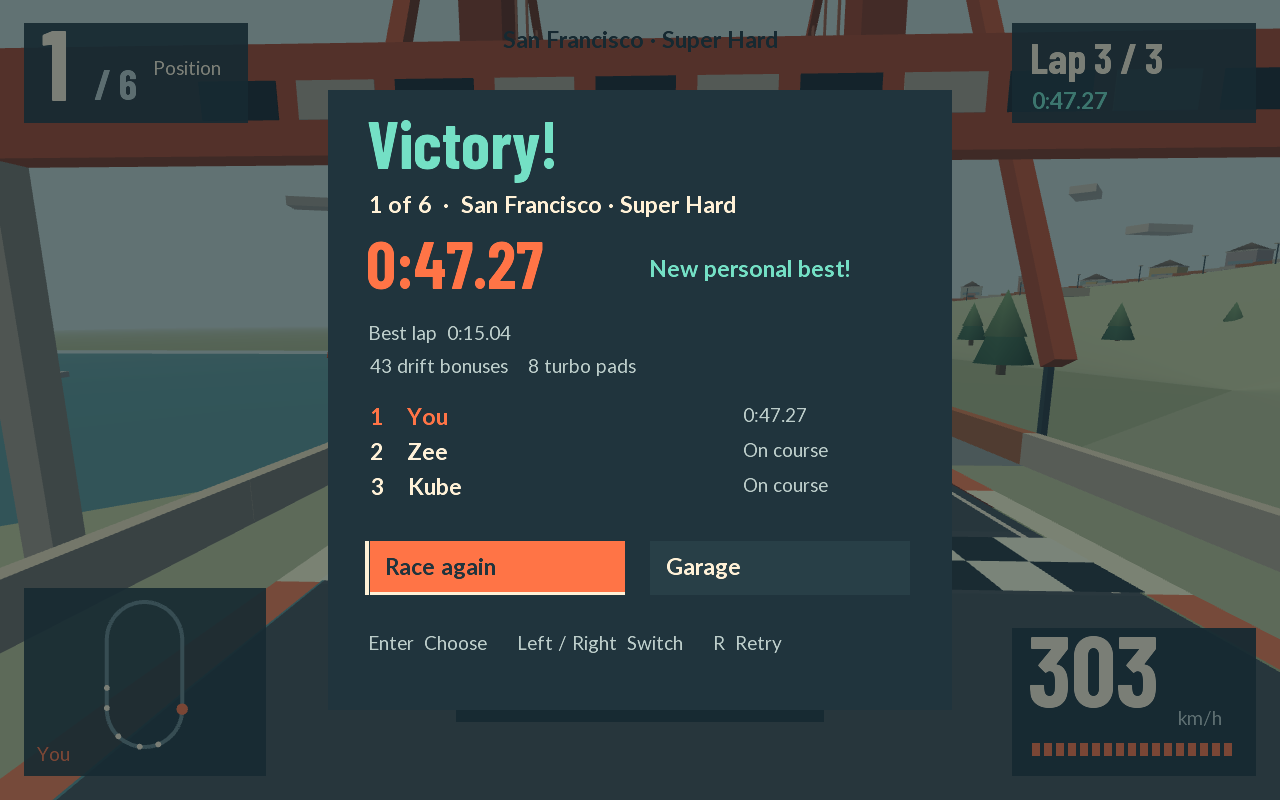 San Francisco · Super Hard
1 / 6 Position
Lap 3 / 3
0:47.27
Victory!
1 of 6 · San Francisco · Super Hard
0:47.27 New personal best!
Best lap 0:15.04
43 drift bonuses 8 turbo pads
1 You 0:47.27
2 Zee On course
3 Kube On course
Race again Garage
Enter Choose Left / Right Switch R Retry
You
303
km/h